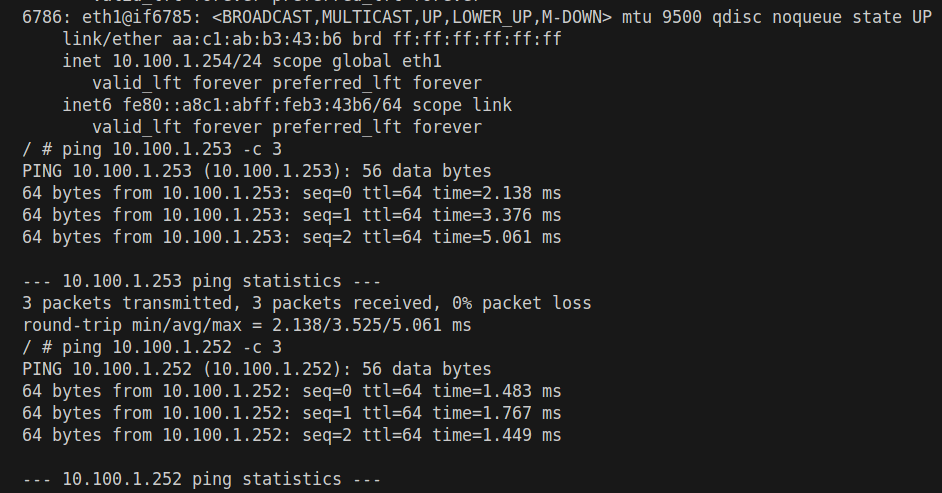 6786: eth1@if6785: <BROADCAST,MULTICAST,UP,LOWER_UP,M-DOWN> mtu 9500 qdisc noqueue state UP
link/ether aa:c1:ab:b3:43:b6 brd ff:ff:ff:ff:ff:ff
inet 10.100.1.254/24 scope global eth1
valid_lft forever preferred_lft forever
inet6 fe80::a8c1:abff:feb3:43b6/64 scope link
valid_lft forever preferred_lft forever
/ # ping 10.100.1.253 -c 3
PING 10.100.1.253 (10.100.1.253): 56 data bytes
64 bytes from 10.100.1.253: seq=0 ttl=64 time=2.138 ms
64 bytes from 10.100.1.253: seq=1 ttl=64 time=3.376 ms
64 bytes from 10.100.1.253: seq=2 ttl=64 time=5.061 ms

--- 10.100.1.253 ping statistics ---
3 packets transmitted, 3 packets received, 0% packet loss
round-trip min/avg/max = 2.138/3.525/5.061 ms
/ # ping 10.100.1.252 -c 3
PING 10.100.1.252 (10.100.1.252): 56 data bytes
64 bytes from 10.100.1.252: seq=0 ttl=64 time=1.483 ms
64 bytes from 10.100.1.252: seq=1 ttl=64 time=1.767 ms
64 bytes from 10.100.1.252: seq=2 ttl=64 time=1.449 ms

--- 10.100.1.252 ping statistics ---